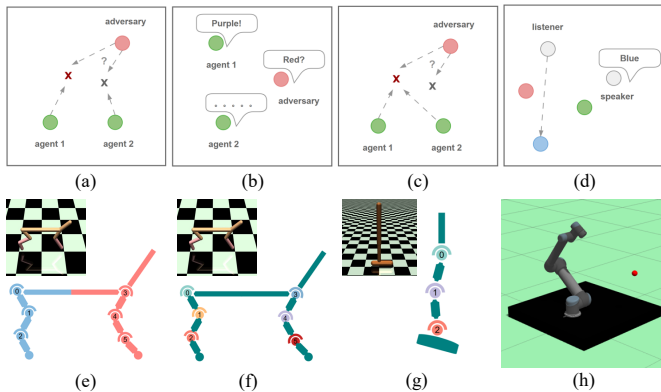 adversary
?
x
x
agent 1
agent 2
(a)
Purple!
agent 1
Red?
adversary
. . . . .
agent 2
(b)
adversary
?
x
x
agent 1
agent 2
(c)
listener
Blue
speaker
(d)
0
3
1
4
2
5
(e)
0
3
1
4
2
(f)
0
1
2
(g)
(h)